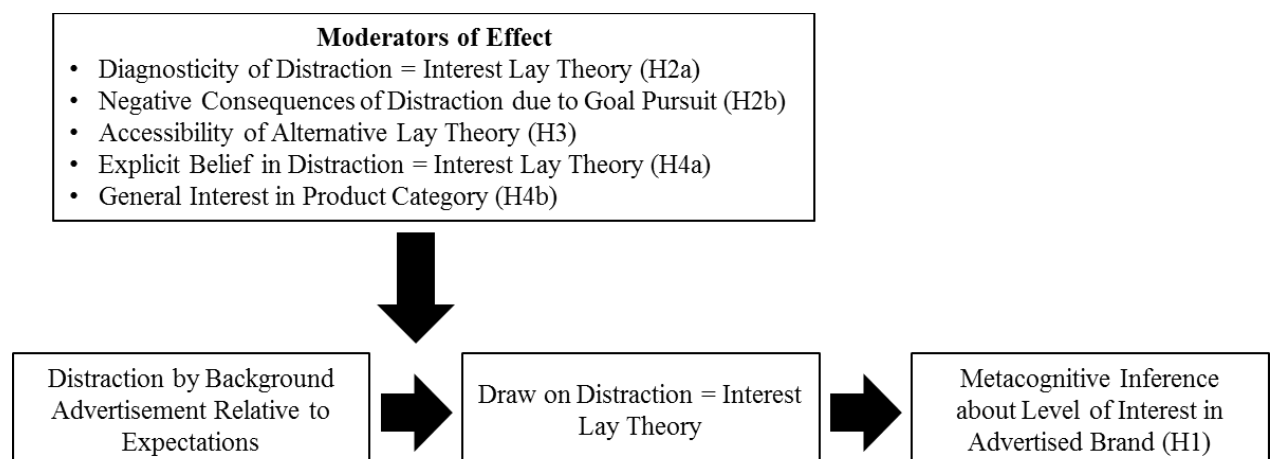 Moderators of Effect
• Diagnosticity of Distraction = Interest Lay Theory (H2a)
• Negative Consequences of Distraction due to Goal Pursuit (H2b)
• Accessibility of Alternative Lay Theory (H3)
• Explicit Belief in Distraction = Interest Lay Theory (H4a)
• General Interest in Product Category (H4b)
Distraction by Background
Advertisement Relative to
Expectations
Draw on Distraction = Interest
Lay Theory
Metacognitive Inference
about Level of Interest in
Advertised Brand (H1)